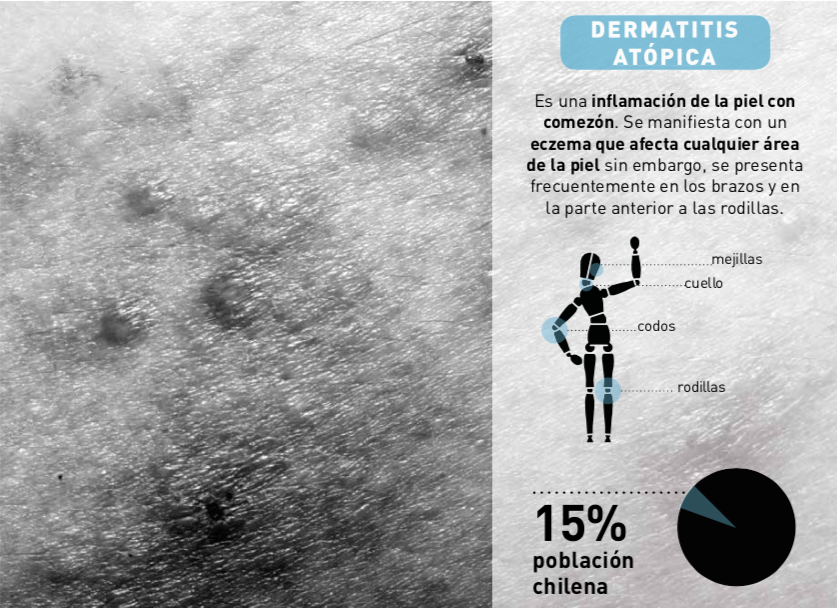 DERMATITIS
ATÓPICA
Es una inflamación de la piel con
comezón. Se manifiesta con un
eczema que afecta cualquier área
de la piel sin embargo, se presenta
frecuentemente en los brazos y en
la parte anterior a las rodillas.
mejillas
cuello
codos
rodillas
15%
población
chilena